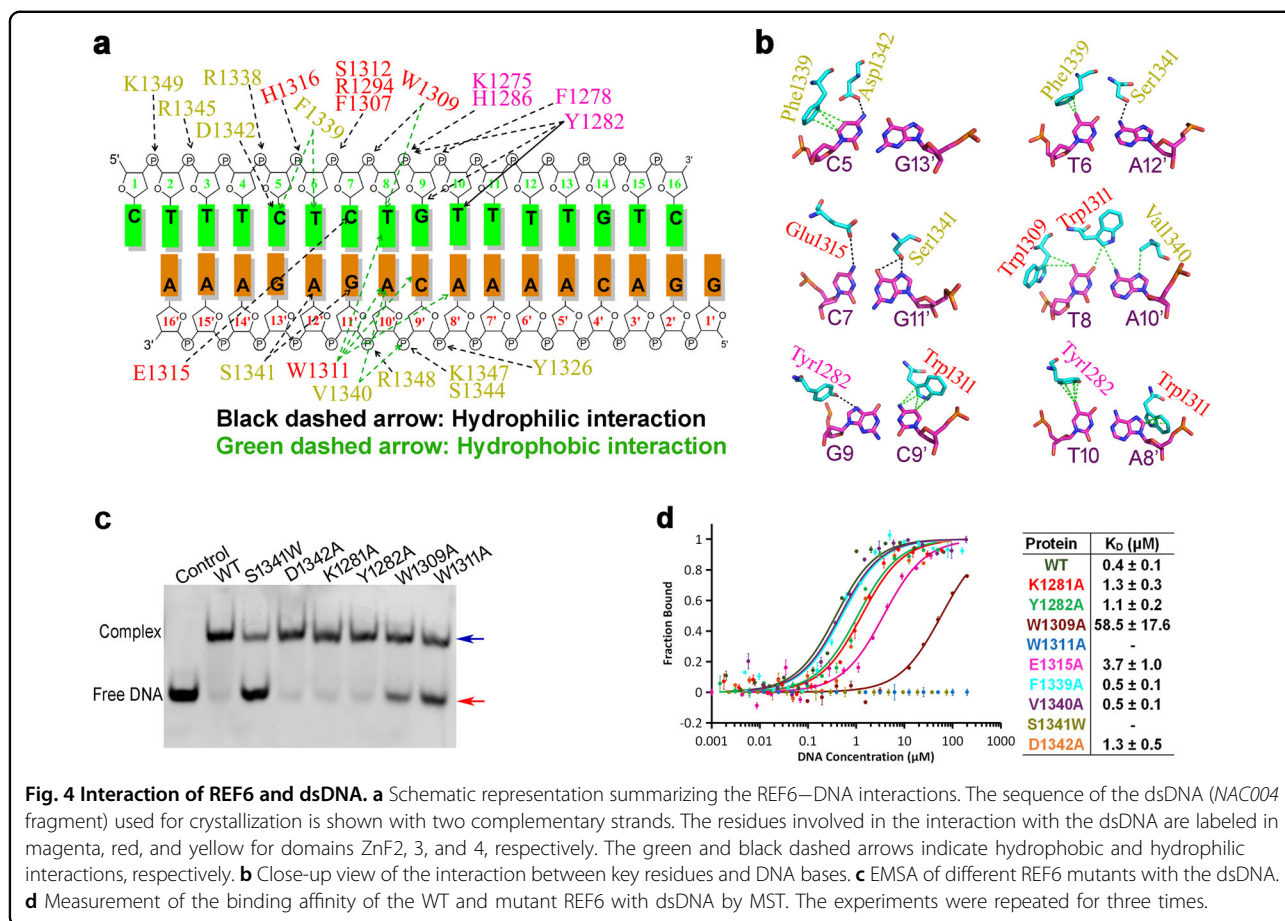 a
K1349
R1345
R1338
D1342
H1316
F1339
S1312
R1294
F1307
W1309
K1275
H1286
F1278
Y1282
5' P P P P P P P P P P P P P P P 3'
1 2 3 4 5 6 7 8 9 10 11 12 13 14 15 16
C T T T C T C T G T T T T G T C
A A A G A G A C A A A A C A G G
16' 15' 14' 13' 12' 11' 10' 9' 8' 7' 6' 5' 4' 3' 2' 1'
3' P P P P P P P P P P P P P P P 5'
E1315
S1341
W1311
V1340
R1348
K1347
S1344
Y1326
Black dashed arrow: Hydrophilic interaction
Green dashed arrow: Hydrophobic interaction
b
Phe1339 Asp1342
C5 G13'
Phe1339 Ser1341
T6 A12'
Glu1315 Ser1341
C7 G11'
Trp1309 Trp1311 Val1340
T8 A10'
Tyr1282 Trp1311
G9 C9'
Tyr1282 Trp1311
T10 A8'
c
Control WT S1341W D1342A K1281A Y1282A W1309A W1311A
Complex
Free DNA
d
Fraction Bound
1
0.8
0.6
0.4
0.2
0
-0.2
0.001 0.01 0.1 1 10 100 1000
DNA Concentration (µM)
Protein K_D (µM)
WT 0.4 ± 0.1
K1281A 1.3 ± 0.3
Y1282A 1.1 ± 0.2
W1309A 58.5 ± 17.6
W1311A -
E1315A 3.7 ± 1.0
F1339A 0.5 ± 0.1
V1340A 0.5 ± 0.1
S1341W -
D1342A 1.3 ± 0.5
Fig. 4 Interaction of REF6 and dsDNA. a Schematic representation summarizing the REF6−DNA interactions. The sequence of the dsDNA (NAC004
fragment) used for crystallization is shown with two complementary strands. The residues involved in the interaction with the dsDNA are labeled in
magenta, red, and yellow for domains ZnF2, 3, and 4, respectively. The green and black dashed arrows indicate hydrophobic and hydrophilic
interactions, respectively. b Close-up view of the interaction between key residues and DNA bases. c EMSA of different REF6 mutants with the dsDNA.
d Measurement of the binding affinity of the WT and mutant REF6 with dsDNA by MST. The experiments were repeated for three times.